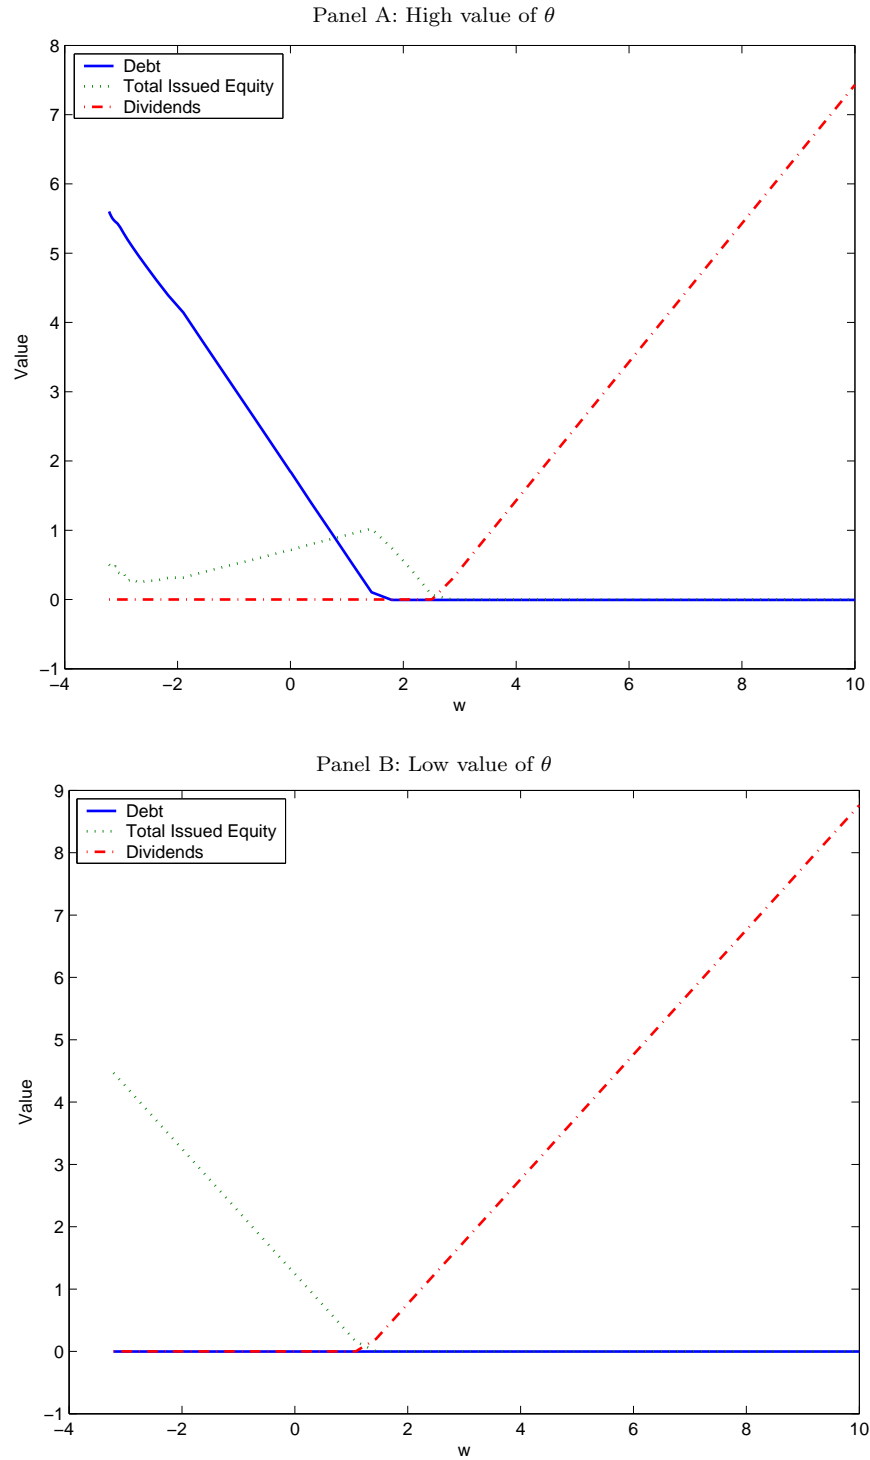 Panel A: High value of θ
8
7
6
5
4
3
2
1
0
−1
Value
Debt
Total Issued Equity
Dividends
−4 −2 0 2 4 6 8 10
w
Panel B: Low value of θ
9
8
7
6
5
4
3
2
1
0
−1
Value
Debt
Total Issued Equity
Dividends
−4 −2 0 2 4 6 8 10
w